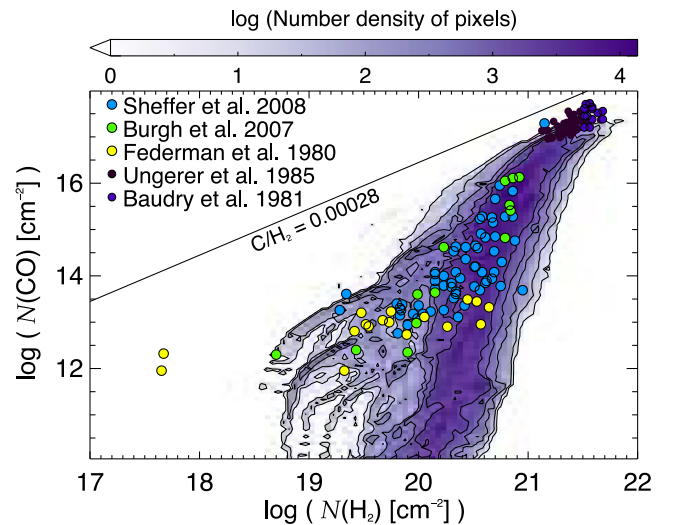 log (Number density of pixels)
0 1 2 3 4
Sheffer et al. 2008
Burgh et al. 2007
Federman et al. 1980
Ungerer et al. 1985
Baudry et al. 1981
C/H₂ = 0.00028
16
14
12
log ( N(CO) [cm⁻²] )
17 18 19 20 21 22
log ( N(H₂) [cm⁻²] )